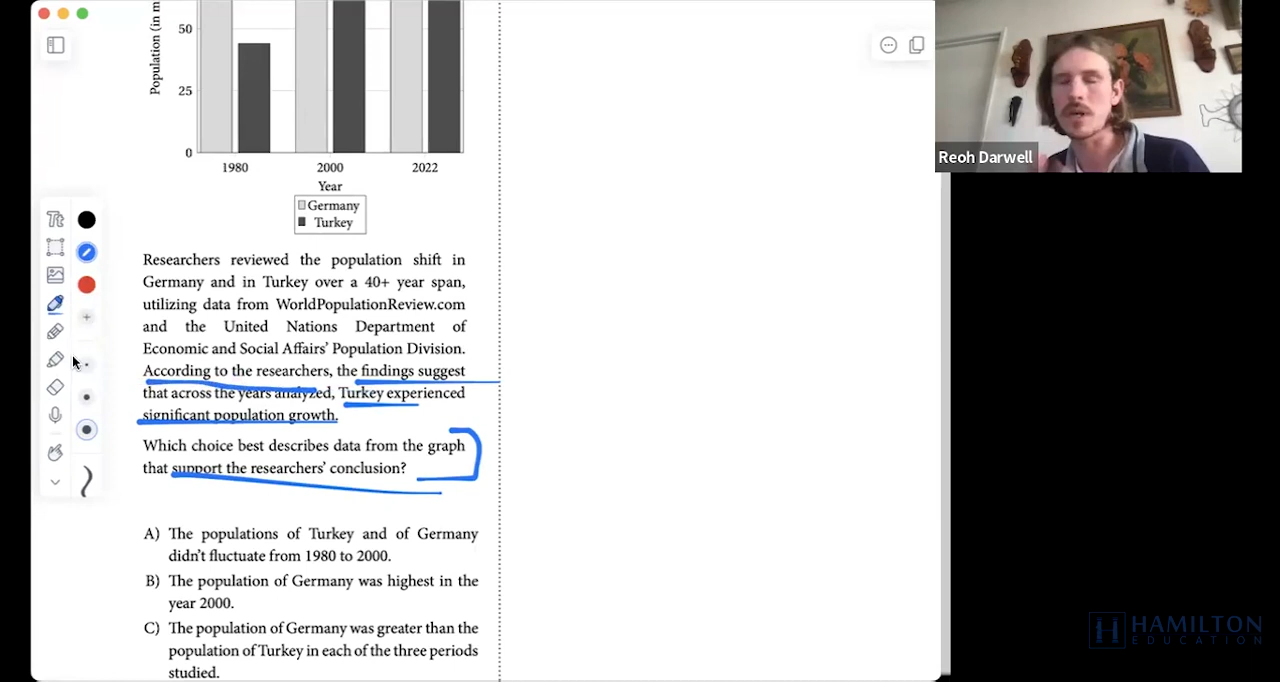 Population (in m
50
25
0
1980 2000 2022
Year
Germany
Turkey
Researchers reviewed the population shift in
Germany and in Turkey over a 40+ year span,
utilizing data from WorldPopulationReview.com
and the United Nations Department of
Economic and Social Affairs' Population Division.
According to the researchers, the findings suggest
that across the years analyzed, Turkey experienced
significant population growth.
Which choice best describes data from the graph
that support the researchers' conclusion?
A) The populations of Turkey and of Germany
didn't fluctuate from 1980 to 2000.
B) The population of Germany was highest in the
year 2000.
C) The population of Germany was greater than the
population of Turkey in each of the three periods
studied.
Tt
Reoh Darwell
HAMILTON
EDUCATION